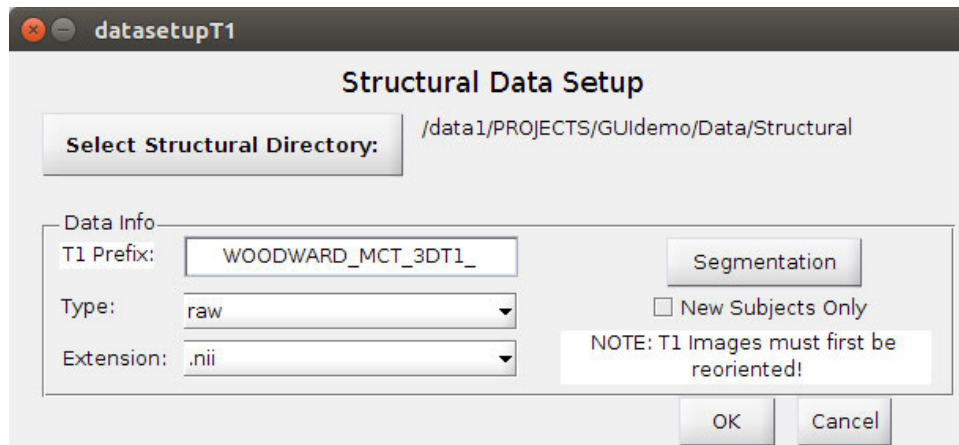 datasetupT1
Structural Data Setup
Select Structural Directory:
/data1/PROJECTS/GUIdemo/Data/Structural
Data Info
T1 Prefix:
WOODWARD_MCT_3DT1_
Segmentation
Type:
raw
New Subjects Only
Extension:
.nii
NOTE: T1 Images must first be
reoriented!
OK
Cancel